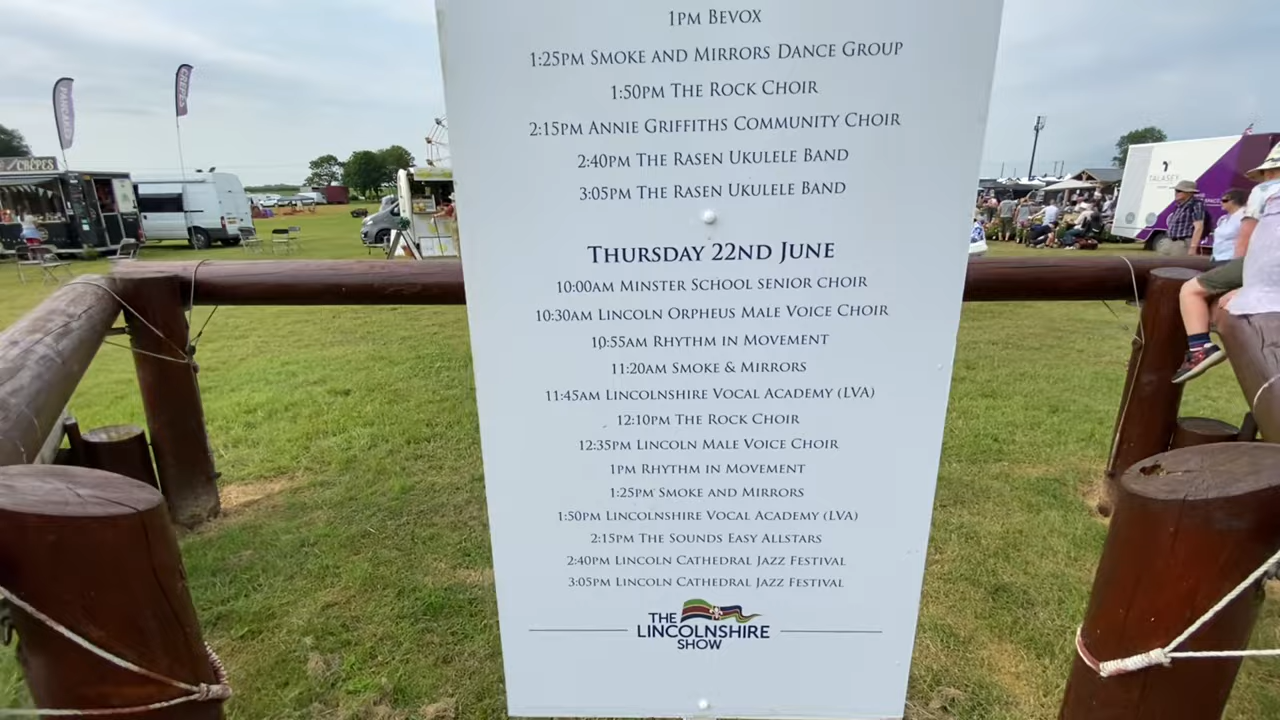 1PM BEVOX
1:25PM SMOKE AND MIRRORS DANCE GROUP
1:50PM THE ROCK CHOIR
2:15PM ANNIE GRIFFITHS COMMUNITY CHOIR
2:40PM THE RASEN UKULELE BAND
3:05PM THE RASEN UKULELE BAND
THURSDAY 22ND JUNE
10:00AM MINSTER SCHOOL SENIOR CHOIR
10:30AM LINCOLN ORPHEUS MALE VOICE CHOIR
10:55AM RHYTHM IN MOVEMENT
11:20AM SMOKE & MIRRORS
11:45AM LINCOLNSHIRE VOCAL ACADEMY (LVA)
12:10PM THE ROCK CHOIR
12:35PM LINCOLN MALE VOICE CHOIR
1PM RHYTHM IN MOVEMENT
1:25PM SMOKE AND MIRRORS
1:50PM LINCOLNSHIRE VOCAL ACADEMY (LVA)
2:15PM THE SOUNDS EASY ALLSTARS
2:40PM LINCOLN CATHEDRAL JAZZ FESTIVAL
3:05PM LINCOLN CATHEDRAL JAZZ FESTIVAL
THE
LINCOLNSHIRE
SHOW
PANCAKES
CREPES
CRÊPES
TALASEY